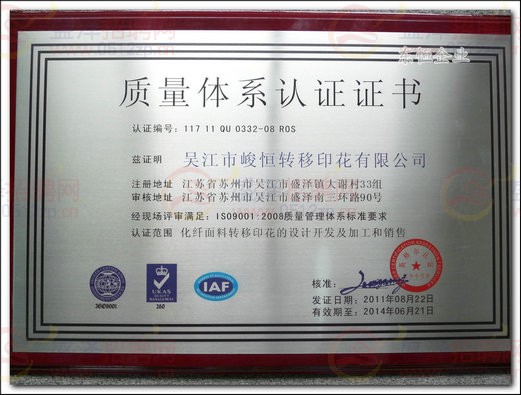 东恒企业
质量体系认证证书
认证编号: 117 11 QU 0332-08 ROS
兹证明 吴江市峻恒转移印花有限公司
注册地址 江苏省苏州市吴江市盛泽镇大谢村33组
审核地址 江苏省苏州市吴江市盛泽南三环路90号
经现场评审满足: ISO9001:2008质量管理体系标准要求
认证范围 化纤面料转移印花的设计开发及加工和销售
ISO9001
UKAS
QUALITY
MANAGEMENT
IAF
核准:
发证日期: 2011年08月22日
有效期至: 2014年06月21日